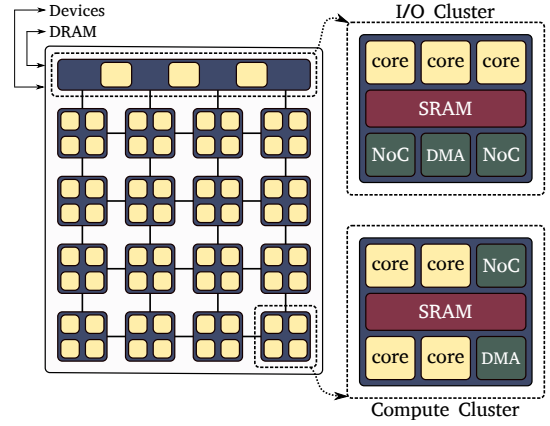 Devices
DRAM
I/O Cluster
core core core
SRAM
NoC DMA NoC
core core NoC
SRAM
core core DMA
Compute Cluster